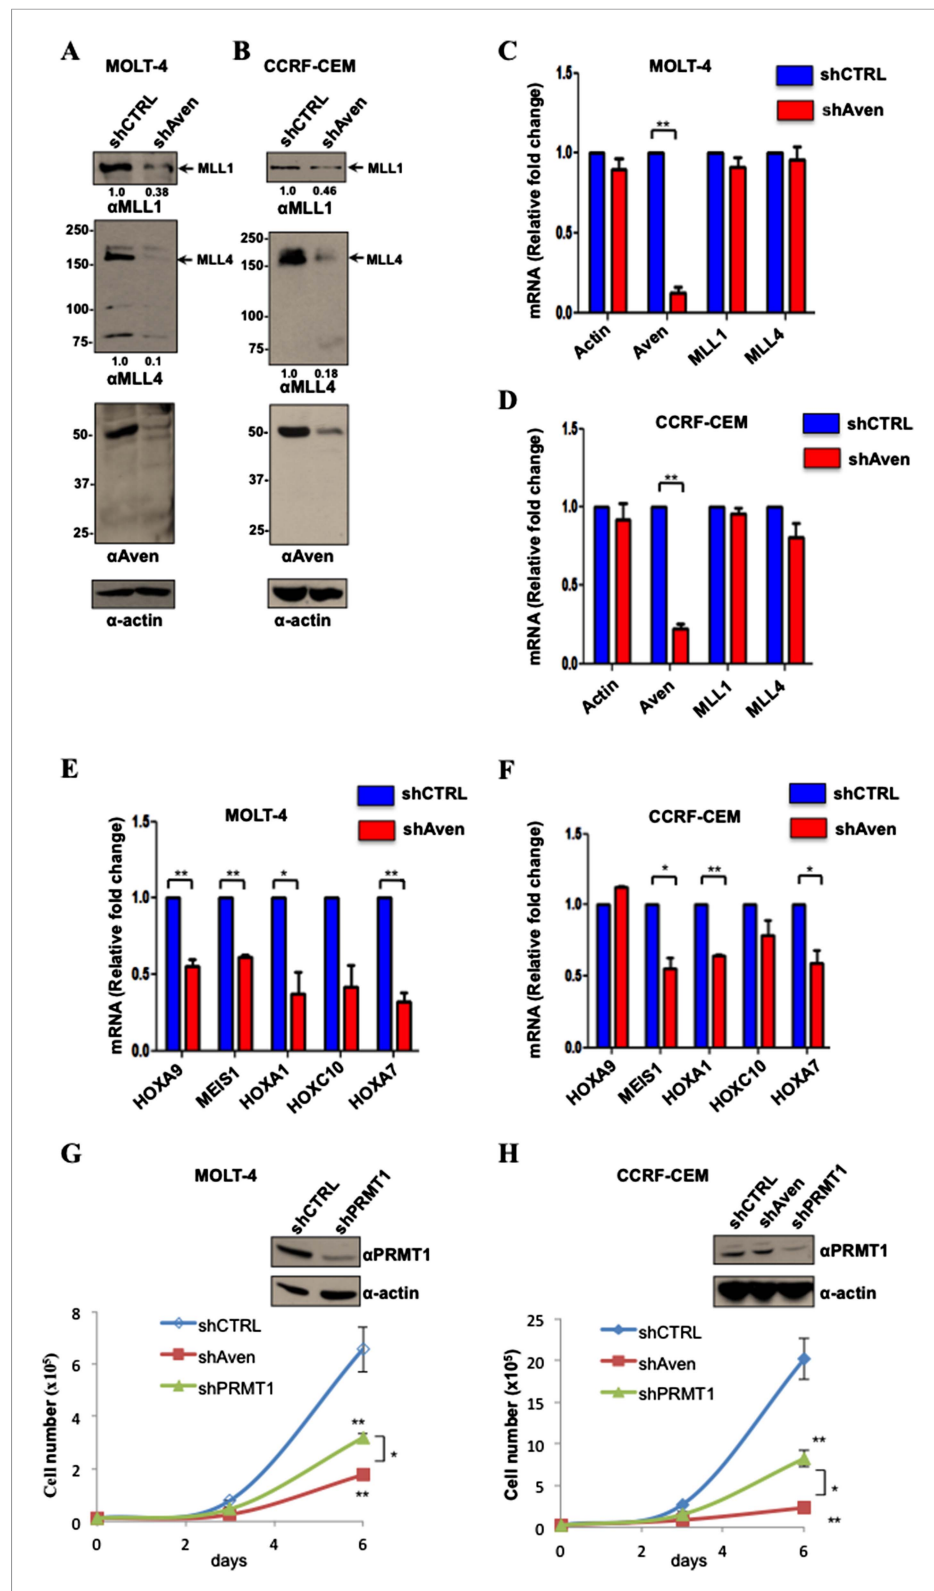 A
MOLT-4
shCTRL
shAven
MLL1
1.0 0.38
αMLL1
250-
150-
MLL4
100-
75-
1.0 0.1
αMLL4
50-
37-
25-
αAven
α-actin
B
CCRF-CEM
shCTRL
shAven
MLL1
1.0 0.46
αMLL1
250-
150-
MLL4
100-
75-
1.0 0.18
αMLL4
50-
37-
25-
αAven
α-actin
C
MOLT-4
shCTRL
shAven
mRNA (Relative fold change)
1.5
1.0
0.5
0.0
**
Actin
Aven
MLL1
MLL4
D
CCRF-CEM
shCTRL
shAven
mRNA (Relative fold change)
1.5
1.0
0.5
0.0
**
Actin
Aven
MLL1
MLL4
E
MOLT-4
shCTRL
shAven
mRNA (Relative fold change)
1.5
1.0
0.5
0.0
** ** * **
HOXA9
MEIS1
HOXA1
HOXC10
HOXA7
F
CCRF-CEM
shCTRL
shAven
mRNA (Relative fold change)
1.5
1.0
0.5
0.0
* ** *
HOXA9
MEIS1
HOXA1
HOXC10
HOXA7
G
MOLT-4
shCTRL
shPRMT1
αPRMT1
α-actin
shCTRL
shAven
shPRMT1
Cell number (x10⁵)
8
6
4
2
0
**
*
**
0 2 4 6
days
H
CCRF-CEM
shCTRL
shAven
shPRMT1
αPRMT1
α-actin
shCTRL
shAven
shPRMT1
Cell number (x10⁵)
25
20
15
10
5
0
**
*
**
0 2 4 6
days